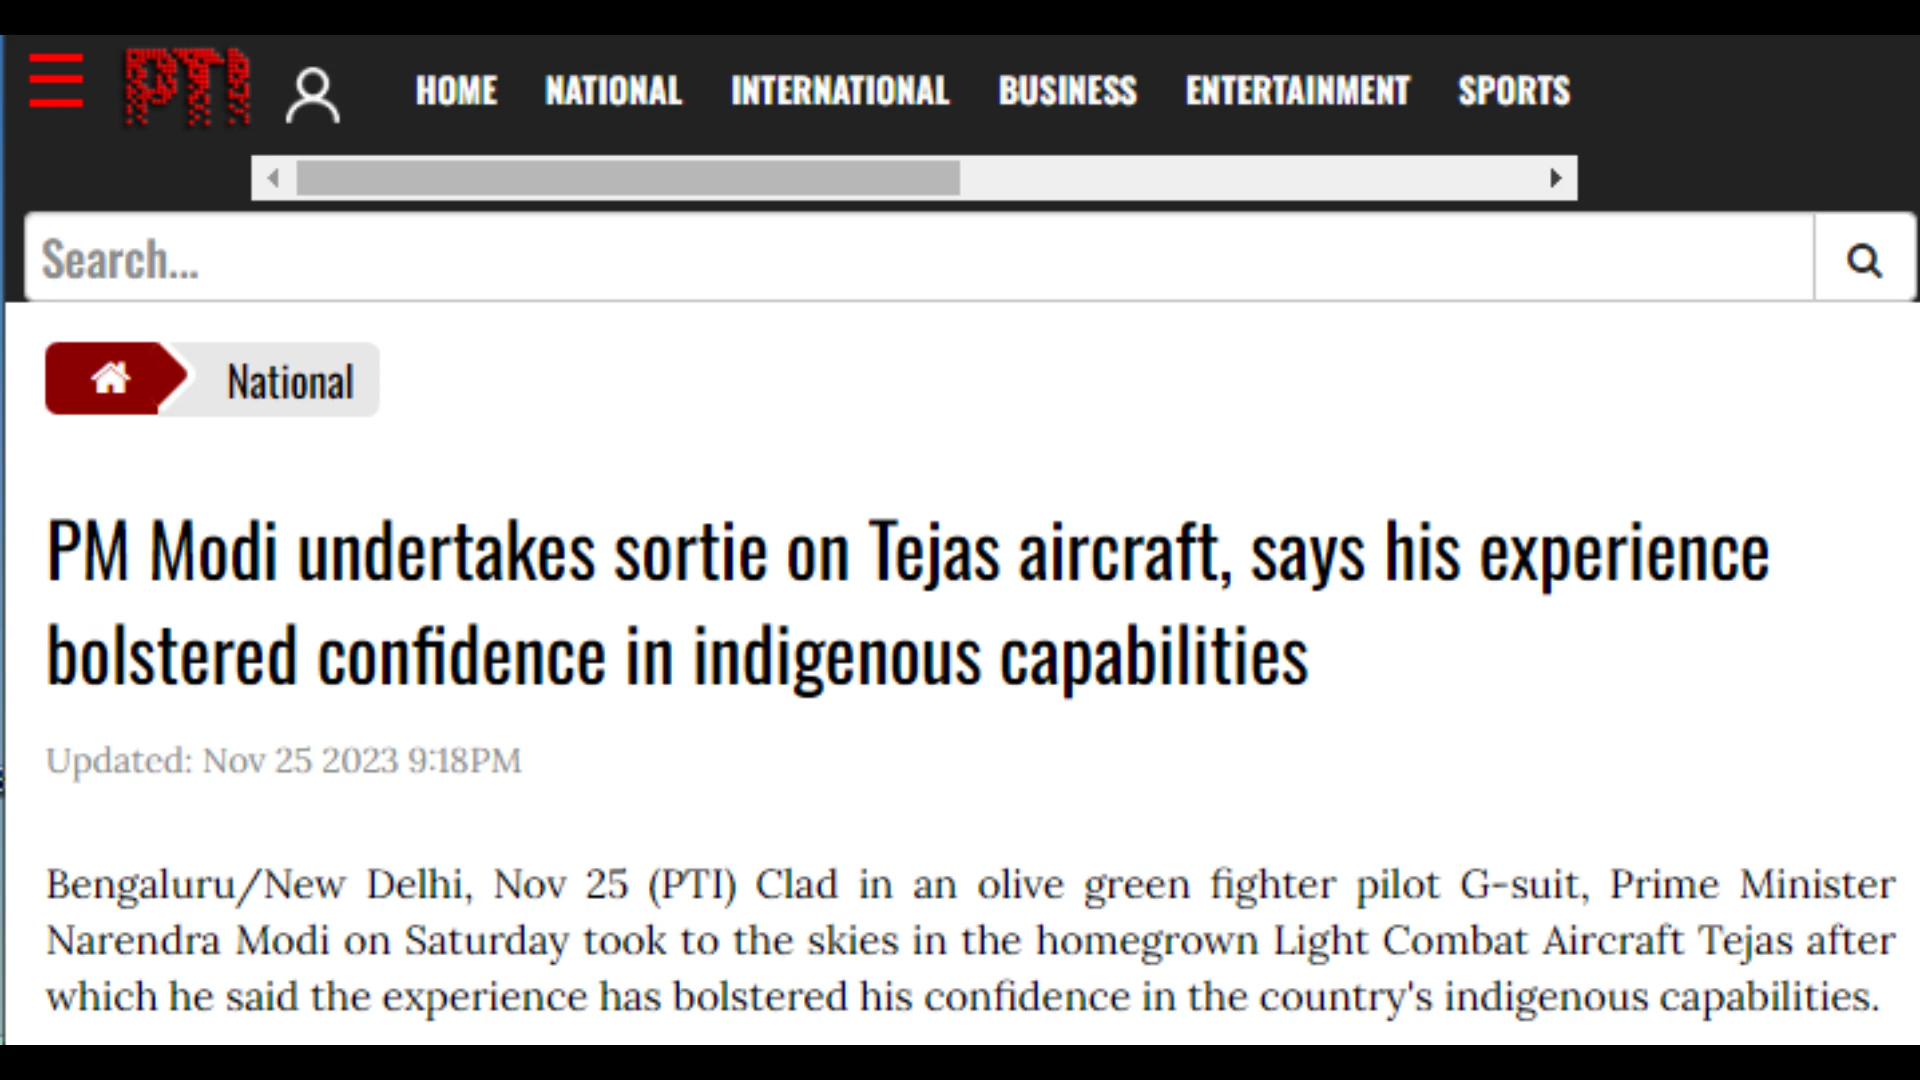 PTI
HOME NATIONAL INTERNATIONAL BUSINESS ENTERTAINMENT SPORTS
Search...
National
PM Modi undertakes sortie on Tejas aircraft, says his experience
bolstered confidence in indigenous capabilities
Updated: Nov 25 2023 9:18PM
Bengaluru/New Delhi, Nov 25 (PTI) Clad in an olive green fighter pilot G-suit, Prime Minister
Narendra Modi on Saturday took to the skies in the homegrown Light Combat Aircraft Tejas after
which he said the experience has bolstered his confidence in the country's indigenous capabilities.